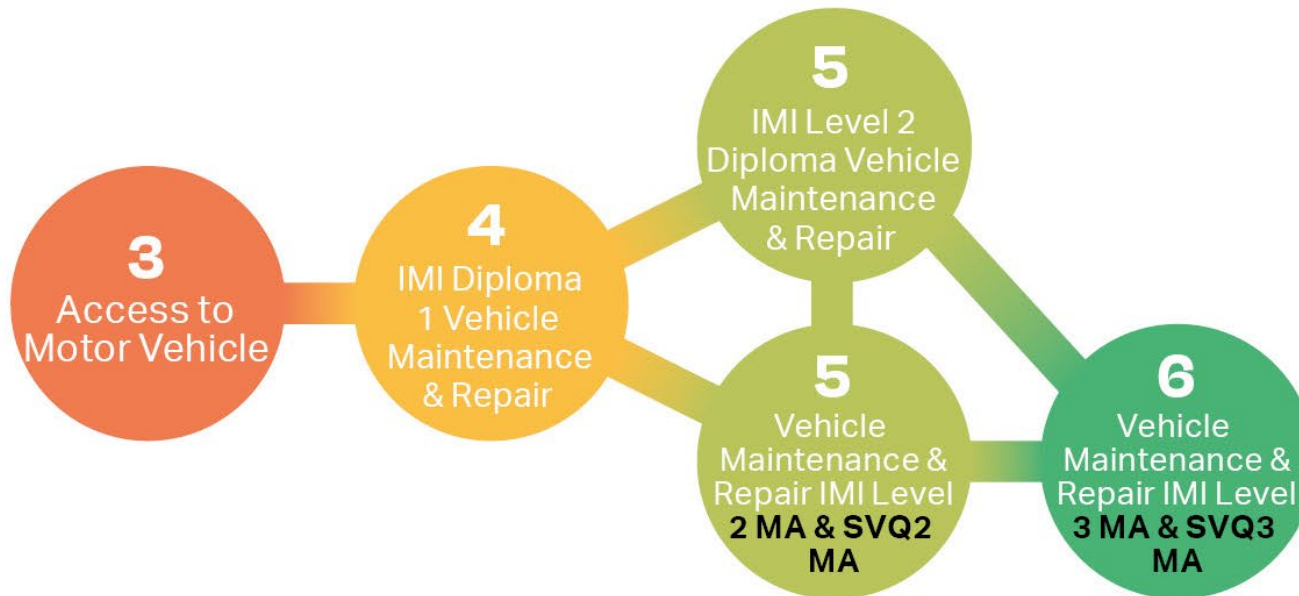 3
Access to
Motor Vehicle
4
IMI Diploma
1 Vehicle
Maintenance
& Repair
5
IMI Level 2
Diploma Vehicle
Maintenance
& Repair
5
Vehicle
Maintenance &
Repair IMI Level
2 MA & SVQ2
MA
6
Vehicle
Maintenance &
Repair IMI Level
3 MA & SVQ3
MA